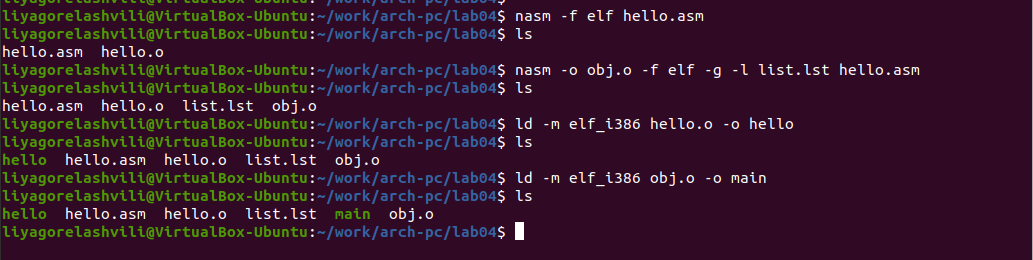 liyagorelashvili@VirtualBox-Ubuntu:~/work/arch-pc/lab04$ nasm -f elf hello.asm
liyagorelashvili@VirtualBox-Ubuntu:~/work/arch-pc/lab04$ ls
hello.asm  hello.o
liyagorelashvili@VirtualBox-Ubuntu:~/work/arch-pc/lab04$ nasm -o obj.o -f elf -g -l list.lst hello.asm
liyagorelashvili@VirtualBox-Ubuntu:~/work/arch-pc/lab04$ ls
hello.asm  hello.o  list.lst  obj.o
liyagorelashvili@VirtualBox-Ubuntu:~/work/arch-pc/lab04$ ld -m elf_i386 hello.o -o hello
liyagorelashvili@VirtualBox-Ubuntu:~/work/arch-pc/lab04$ ls
hello  hello.asm  hello.o  list.lst  obj.o
liyagorelashvili@VirtualBox-Ubuntu:~/work/arch-pc/lab04$ ld -m elf_i386 obj.o -o main
liyagorelashvili@VirtualBox-Ubuntu:~/work/arch-pc/lab04$ ls
hello  hello.asm  hello.o  list.lst  main  obj.o
liyagorelashvili@VirtualBox-Ubuntu:~/work/arch-pc/lab04$